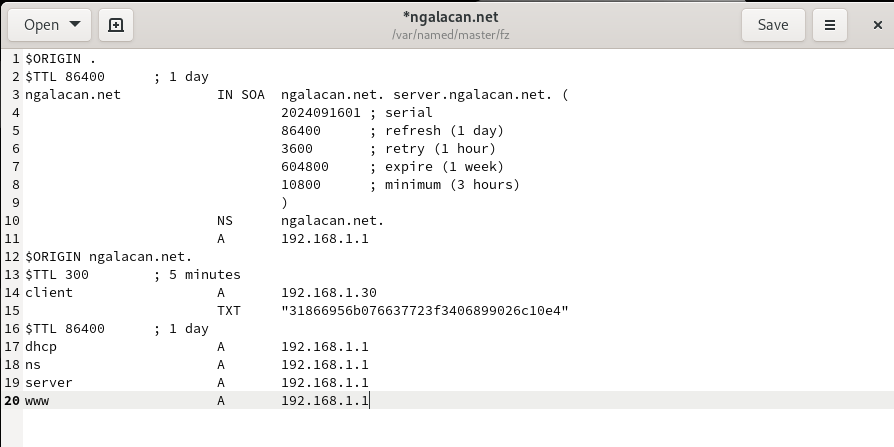 Open
*ngalacan.net
/var/named/master/fz
Save
1 $ORIGIN .
2 $TTL 86400 ; 1 day
3 ngalacan.net IN SOA ngalacan.net. server.ngalacan.net. (
4 2024091601 ; serial
5 86400 ; refresh (1 day)
6 3600 ; retry (1 hour)
7 604800 ; expire (1 week)
8 10800 ; minimum (3 hours)
9 )
10 NS ngalacan.net.
11 A 192.168.1.1
12 $ORIGIN ngalacan.net.
13 $TTL 300 ; 5 minutes
14 client A 192.168.1.30
15 TXT "31866956b076637723f3406899026c10e4"
16 $TTL 86400 ; 1 day
17 dhcp A 192.168.1.1
18 ns A 192.168.1.1
19 server A 192.168.1.1
20 www A 192.168.1.1